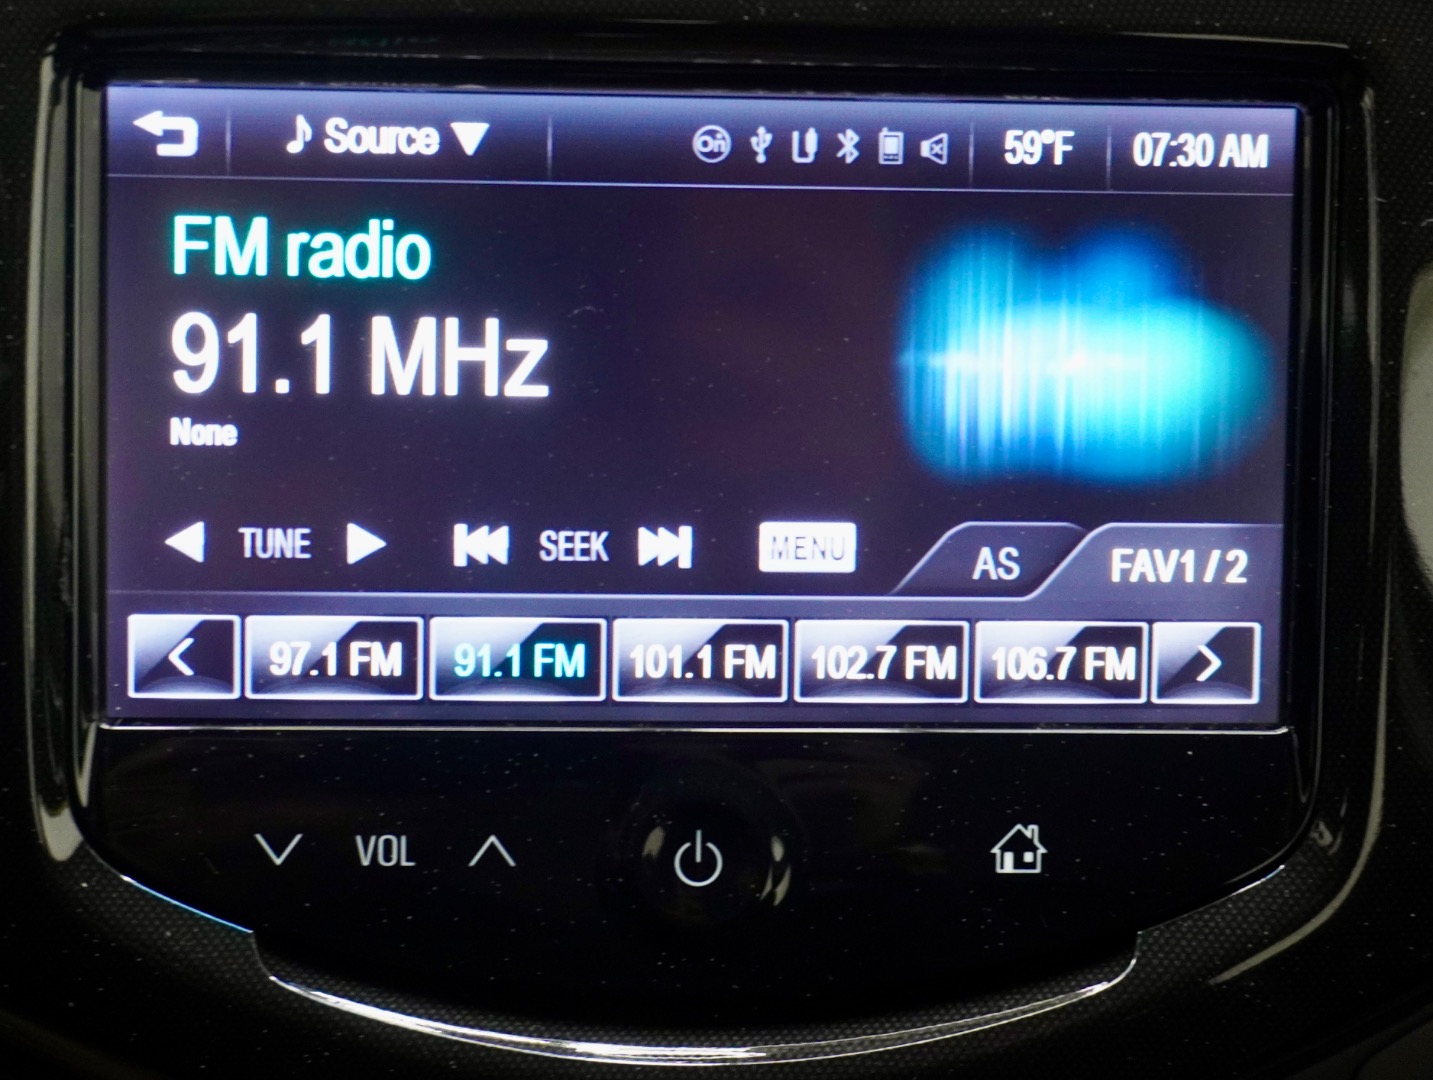 Source
On
59°F
07:30 AM
FM radio
91.1 MHz
None
TUNE
SEEK
MENU
AS
FAV1 / 2
97.1 FM
91.1 FM
101.1 FM
102.7 FM
106.7 FM
VOL